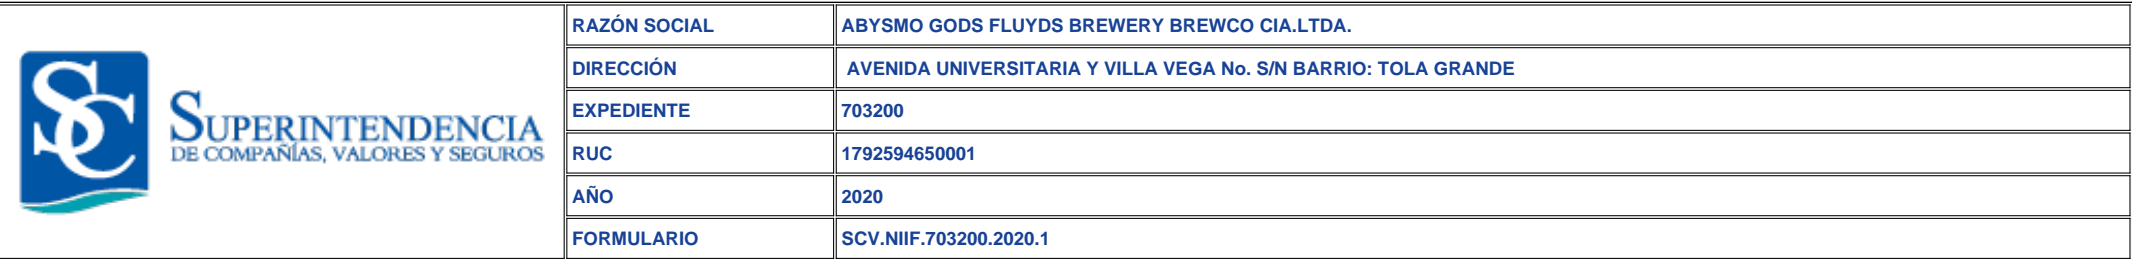 SC
SUPERINTENDENCIA
DE COMPAÑÍAS, VALORES Y SEGUROS
RAZÓN SOCIAL ABYSMO GODS FLUYDS BREWERY BREWCO CIA.LTDA.
DIRECCIÓN AVENIDA UNIVERSITARIA Y VILLA VEGA No. S/N BARRIO: TOLA GRANDE
EXPEDIENTE 703200
RUC 1792594650001
AÑO 2020
FORMULARIO SCV.NIIF.703200.2020.1